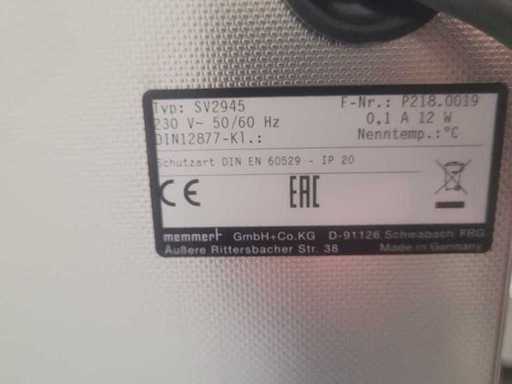 Typ: SV2945 F-Nr.: P218.0019
230 V~ 50/60 Hz 0.1 A 12 W
DIN12877-Kl.: Nenntemp.:°C
Schutzart DIN EN 60529 - IP 20
CE EAC
memmert GmbH+Co.KG D-91126 Schwabach FRG
Äußere Rittersbacher Str. 38 Made in Germany